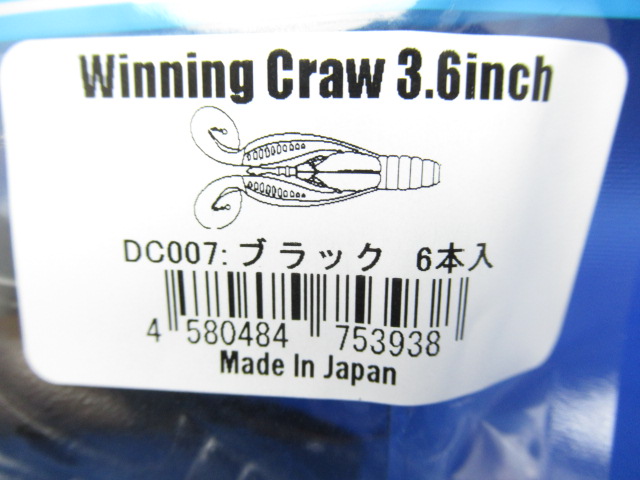 Winning Craw 3.6inch
DC007:ブラック 6本入
4 580484 753938
Made In Japan